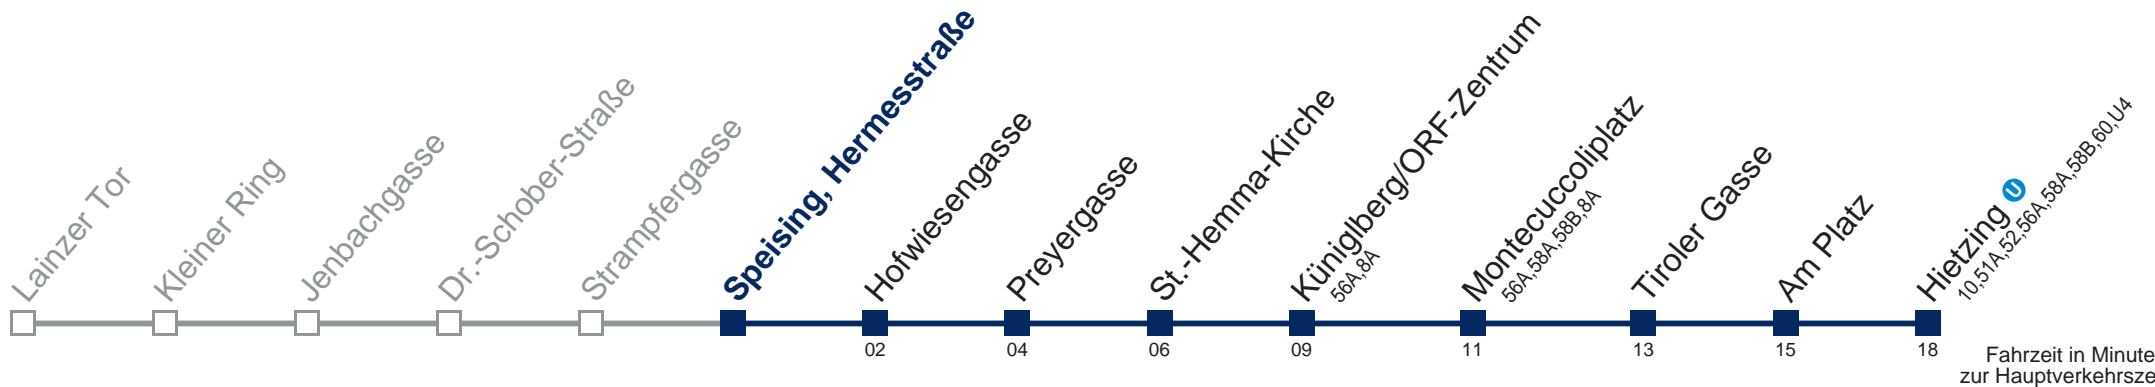 Lainzer Tor
Kleiner Ring
Jenbachgasse
Dr.-Schober-Straße
Strampfergasse
Speising, Hermesstraße
Hofwiesengasse
02
Preyergasse
04
St.-Hemma-Kirche
06
Küniglberg/ORF-Zentrum
56A,8A
09
Montecuccoliplatz
56A,58A,58B,8A
11
Tiroler Gasse
13
Am Platz
15
Hietzing U
10,51A,52,56A,58A,58B,60,U4
18
Fahrzeit in Minute
zur Hauptverkehrsze